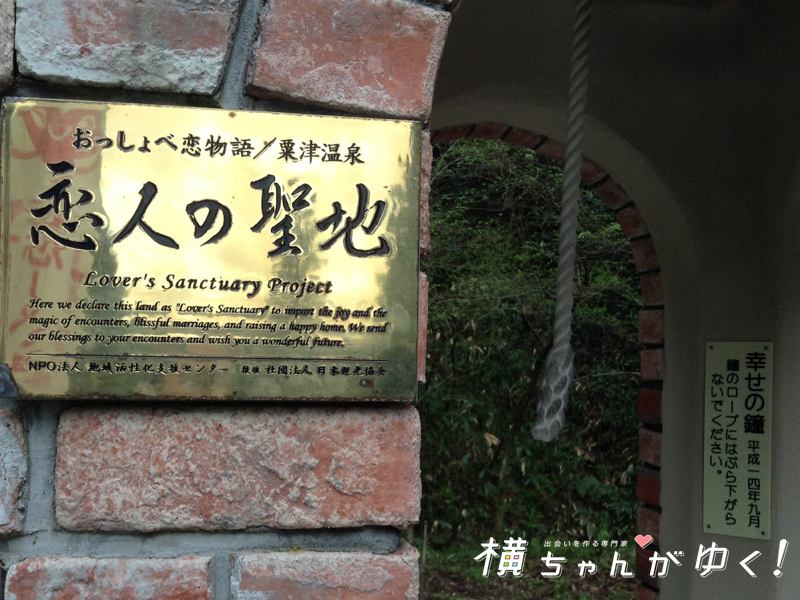 おっしょべ恋物語/粟津温泉
恋人の聖地
Lover's Sanctuary Project
Here we declare this land as "Lover's Sanctuary" to impart the joy and the
magic of encounters, blissful marriages, and raising a happy home. We send
our blessings to your encounters and wish you a wonderful future.
NPO法人 地域活性化支援センター 後援 社団法人 日本観光協会
幸せの鐘 平成一四年九月
鐘のロープにはぶら下がら
ないでください。
出会いを作る専門家
横ちゃんがゆく!